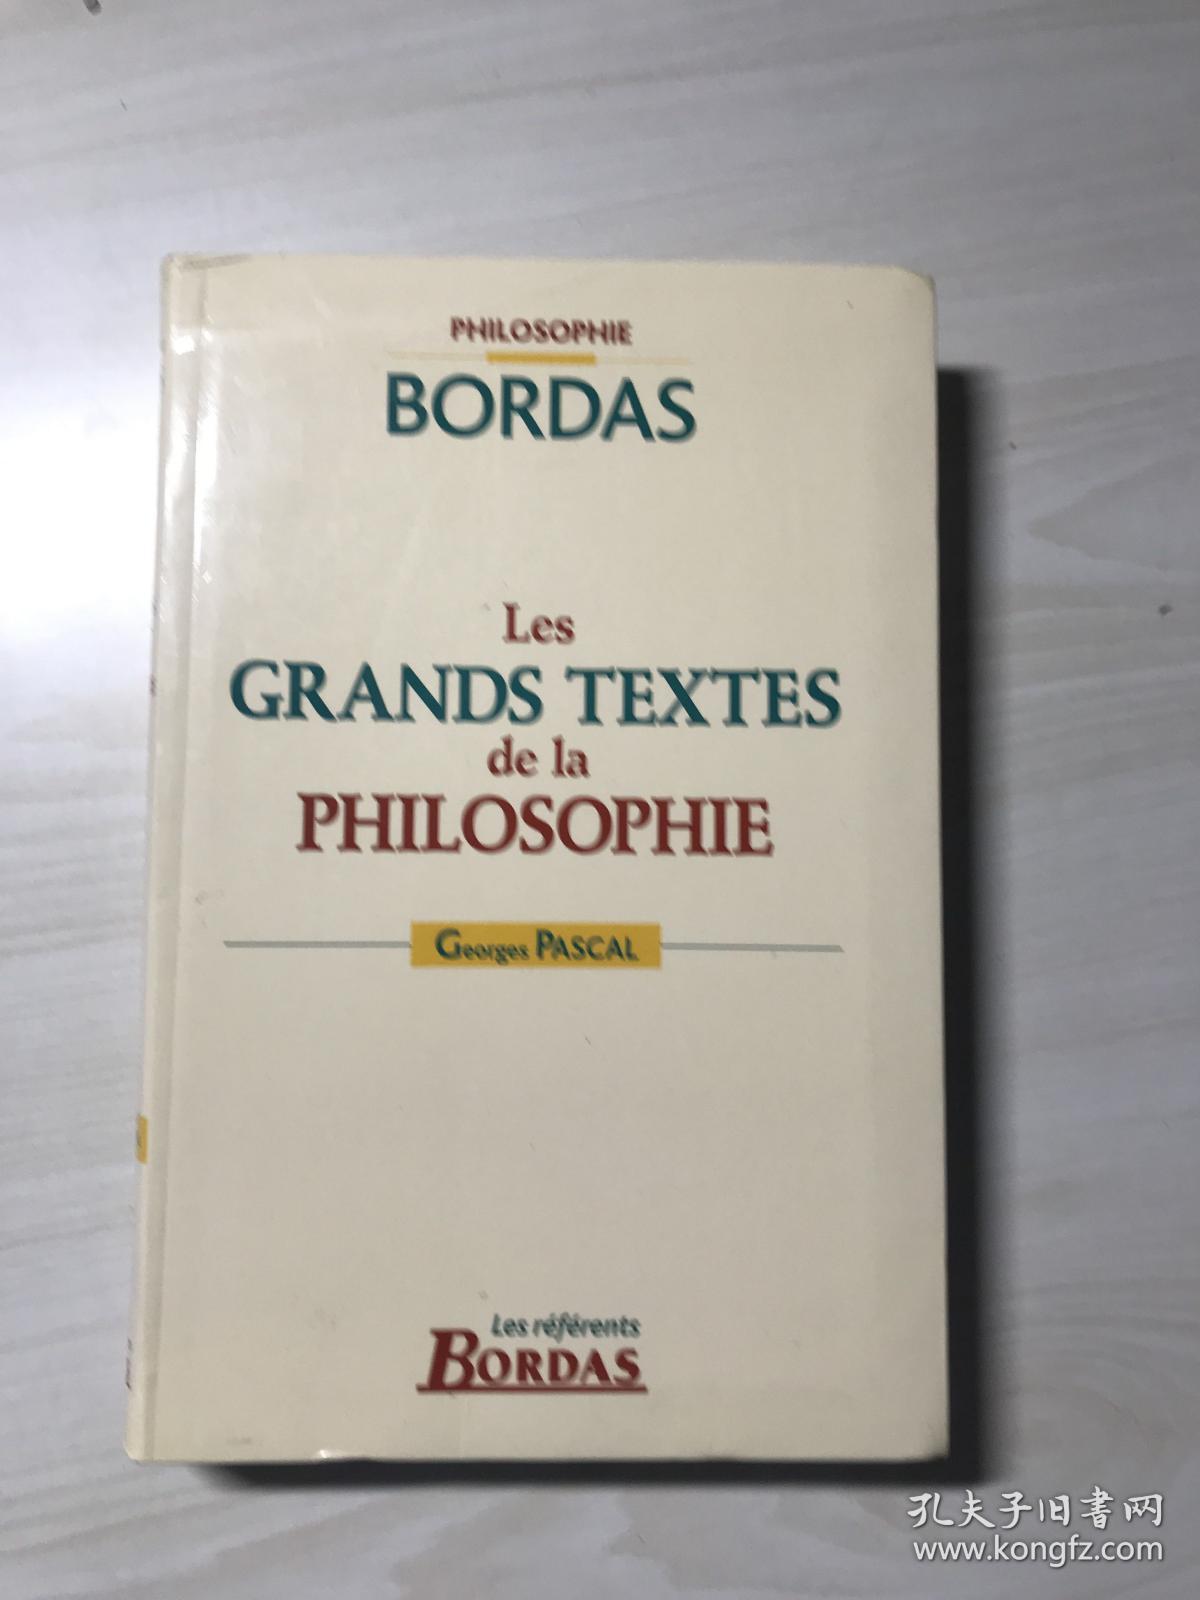 PHILOSOPHIE
BORDAS
Les
GRANDS TEXTES
de la
PHILOSOPHIE
Georges PASCAL
Les référents
BORDAS
孔夫子旧书网
www.kongfz.com